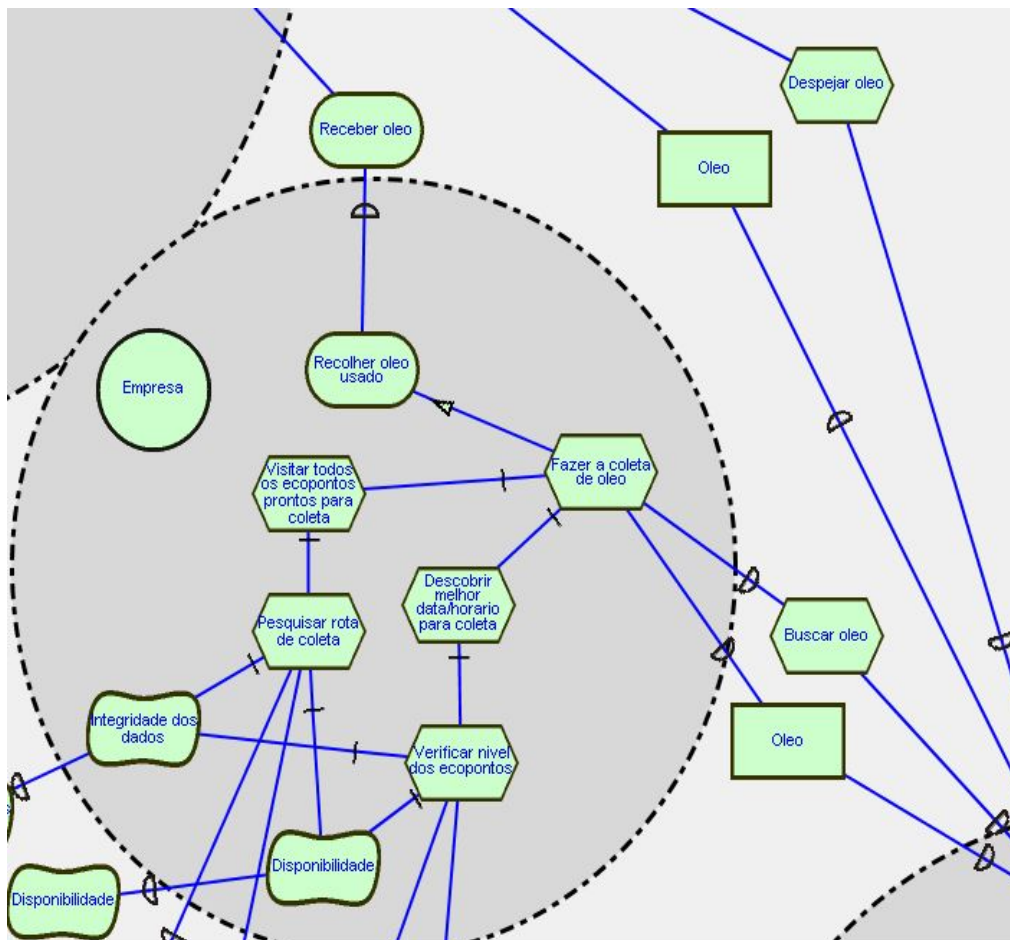 Despejar oleo
Receber oleo
Oleo
Recolher oleo
usado
Empresa
Visitar todos
os ecopontos
prontos para
coleta
Fazer a coleta
de oleo
Descobrir
melhor
data/horario
para coleta
Pesquisar rota
de coleta
Buscar oleo
Integridade dos
dados
Verificar nivel
dos ecopontos
Oleo
Disponibilidade
Disponibilidade